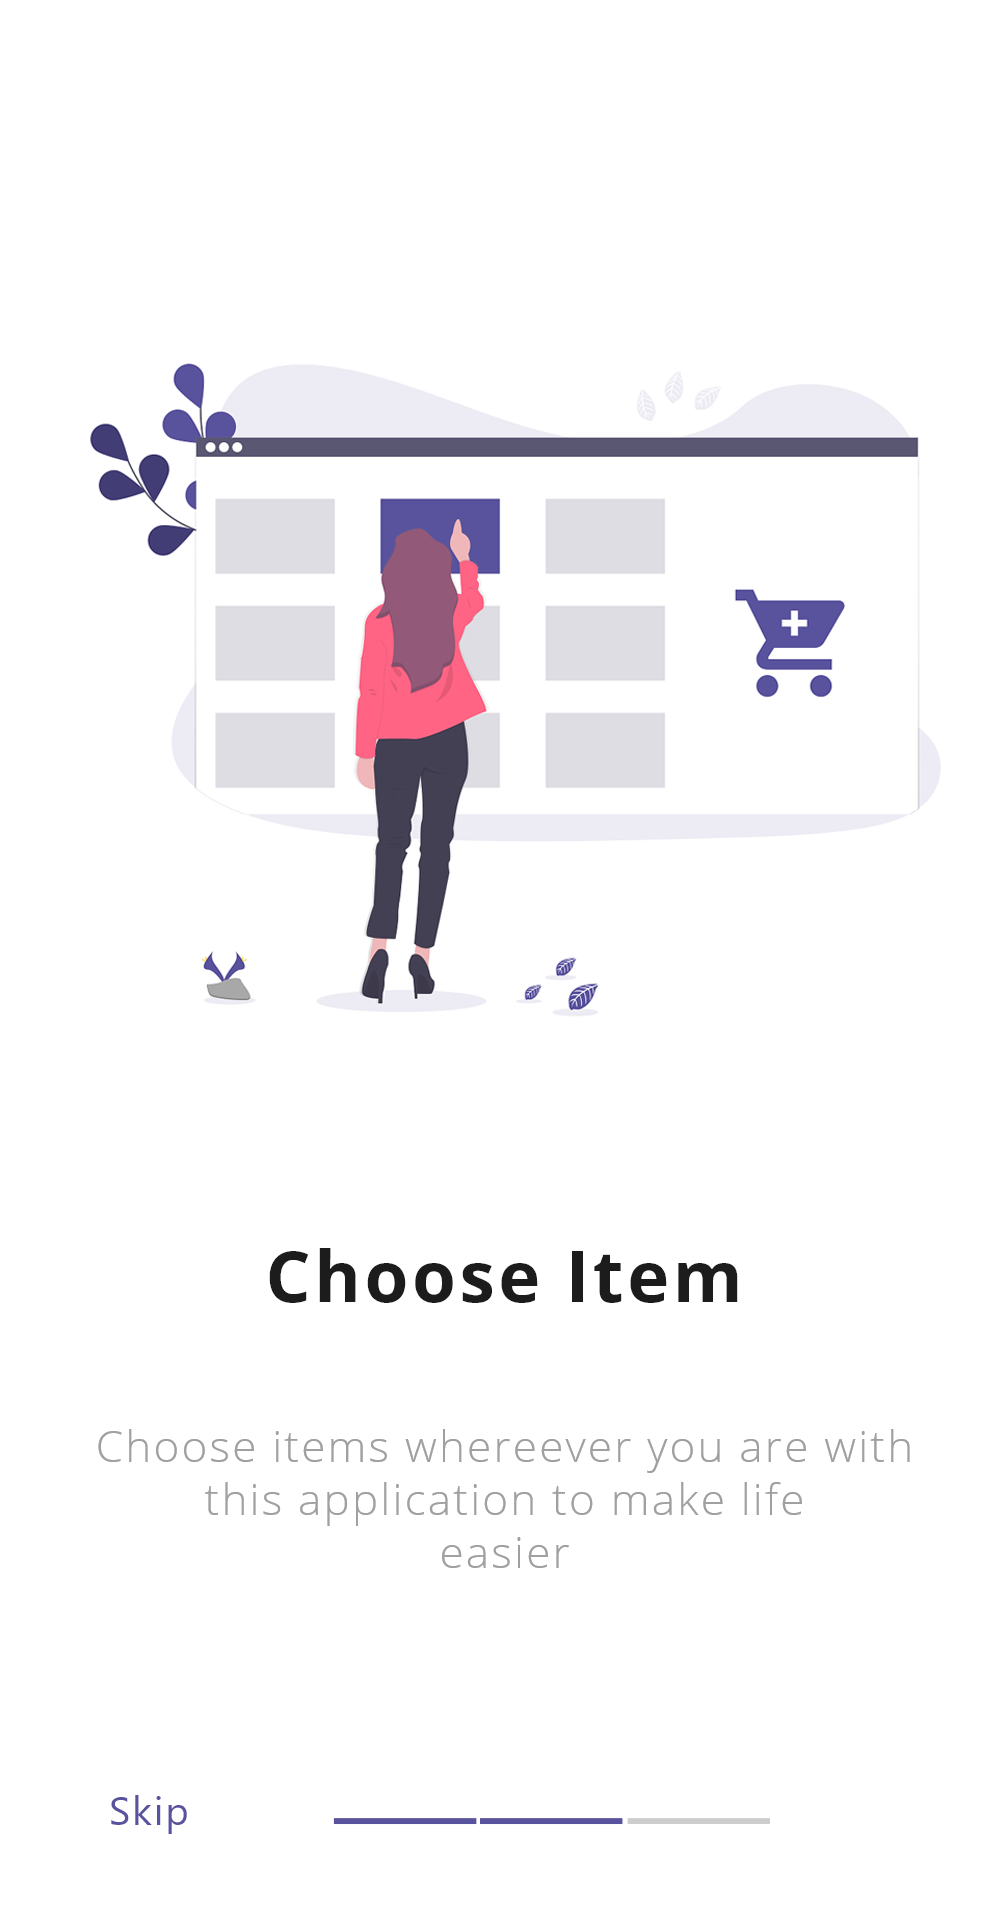 Choose Item
Choose items whereever you are with
this application to make life
easier
Skip